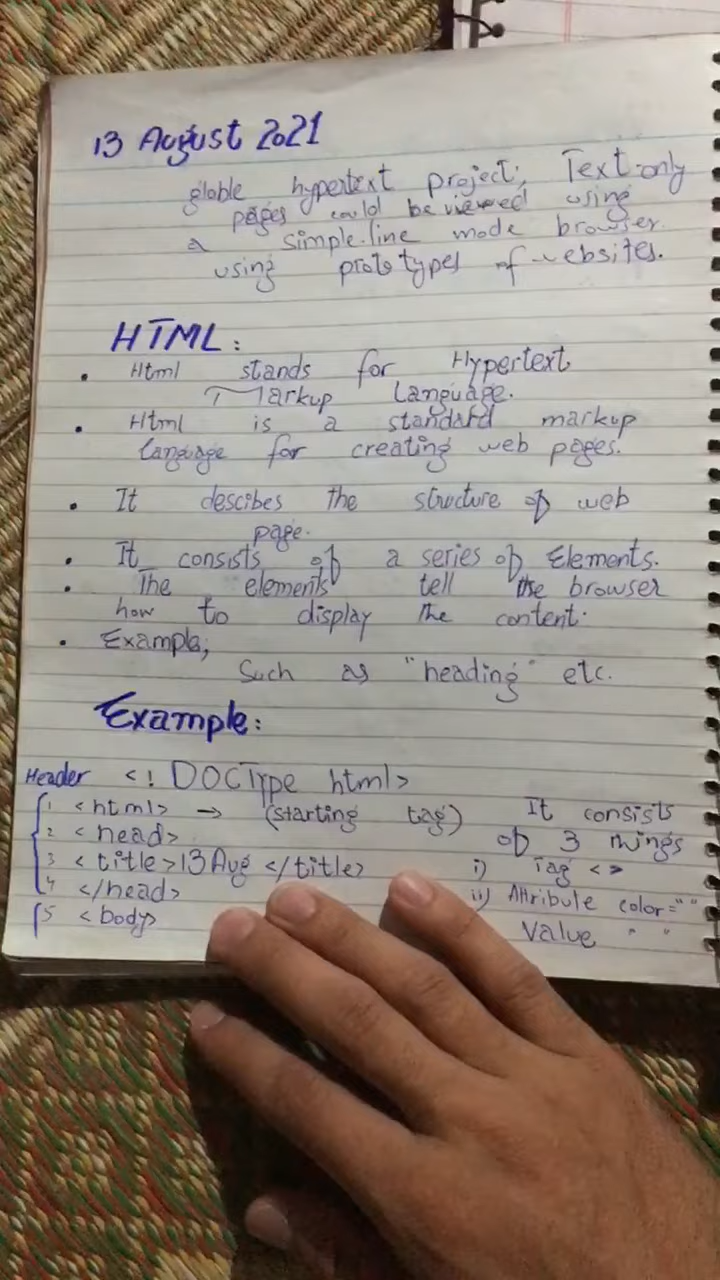 13 August 2021
globle hypertext project; Text-only
pages could be viewed using
a simple-line mode browser.
using prototypes of websites.
HTML:
• Html stands for Hypertext
Markup Language.
• Html is a standard markup
language for creating web pages.
• It descibes the structure of web
page.
• It consists of a series of Elements.
• The elements tell the browser
how to display the content.
• Example;
Such as "heading" etc.
Example:
Header <! DOCType html>
1 <html> → (starting tag)
2 <head>
3 <title>13 Aug </title>
4 </head>
5 <body>
It consists
of 3 things
i) Tag <>
ii) Attribute color=""
Value " "